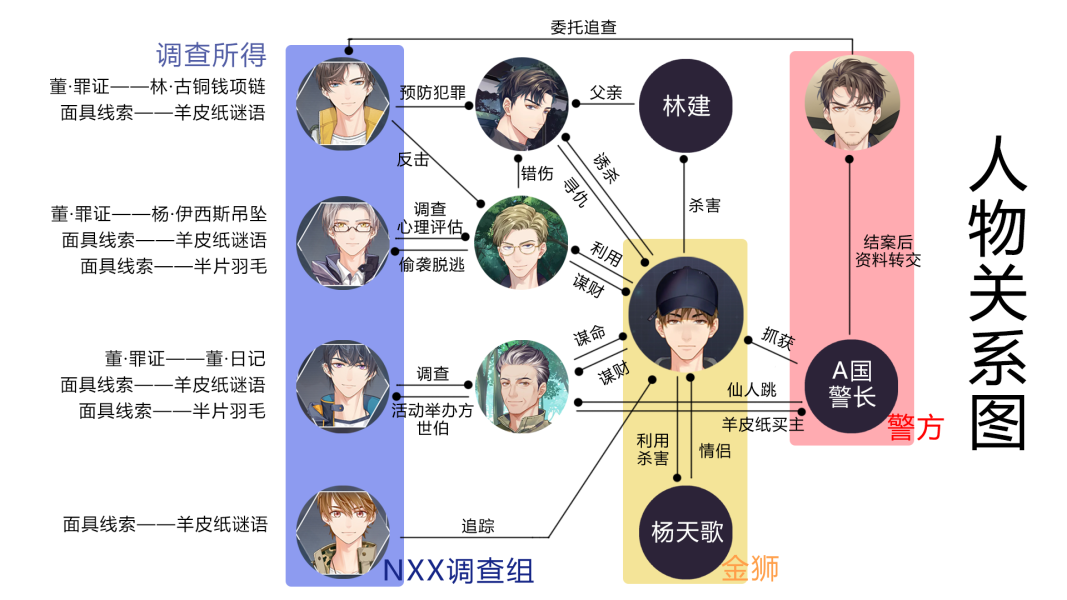 委托追查
调查所得
董·罪证——林·古铜钱项链
面具线索——羊皮纸谜语
预防犯罪
父亲
林建
反击
错伤
诱杀
寻仇
杀害
董·罪证——杨·伊西斯吊坠
面具线索——羊皮纸谜语
面具线索——半片羽毛
调查
心理评估
偷袭脱逃
利用
谋财
结案后
资料转交
人物关系图
董·罪证——董·日记
面具线索——羊皮纸谜语
面具线索——半片羽毛
调查
活动举办方
世伯
谋命
谋财
抓获
A国
警长
仙人跳
羊皮纸买主
警方
利用
杀害
情侣
面具线索——羊皮纸谜语
追踪
杨天歌
NXX调查组
金狮